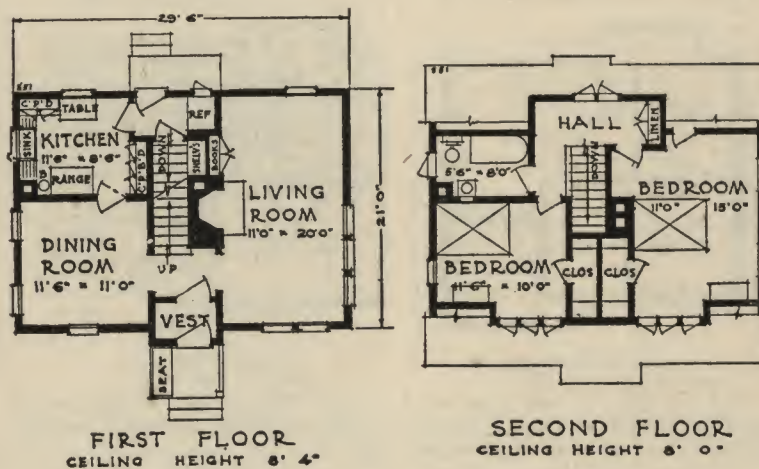 29'6"
551
C'P'B'D
TABLE
REF
SINK
KITCHEN
11'6" x 8'6"
RANGE
C'P'B'D
DOWN
SHELV'S
BOOKS
LIVING
ROOM
11'0" x 20'0"
21'0"
DINING
ROOM
11'6" x 11'0"
UP
VEST
SEAT
FIRST FLOOR
CEILING HEIGHT 8' 4"
551
HALL
LINEN
5'6" x 8'0"
DOWN
BEDROOM
11'0" 15'0"
BEDROOM
11'6" x 10'0"
CLOS
CLOS
SECOND FLOOR
CEILING HEIGHT 8' 0"